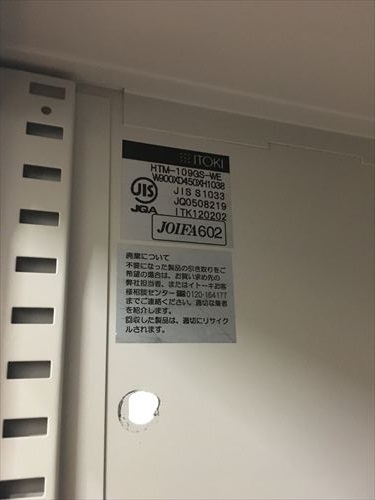 ITOKI
HTM-109GS-WE
W900XD450XH1038
JIS JIS S1033
JQA JQ0508219
ITK120202
JOIFA602
廃棄について
不要になった製品の引き取りをご
希望の場合は、お買い求め先の
弊社担当者、またはイトーキお客
様相談センター☎0120-164177
までご連絡ください。適切な業者
を紹介します。
回収した製品は、適切にリサイク
ルされます。